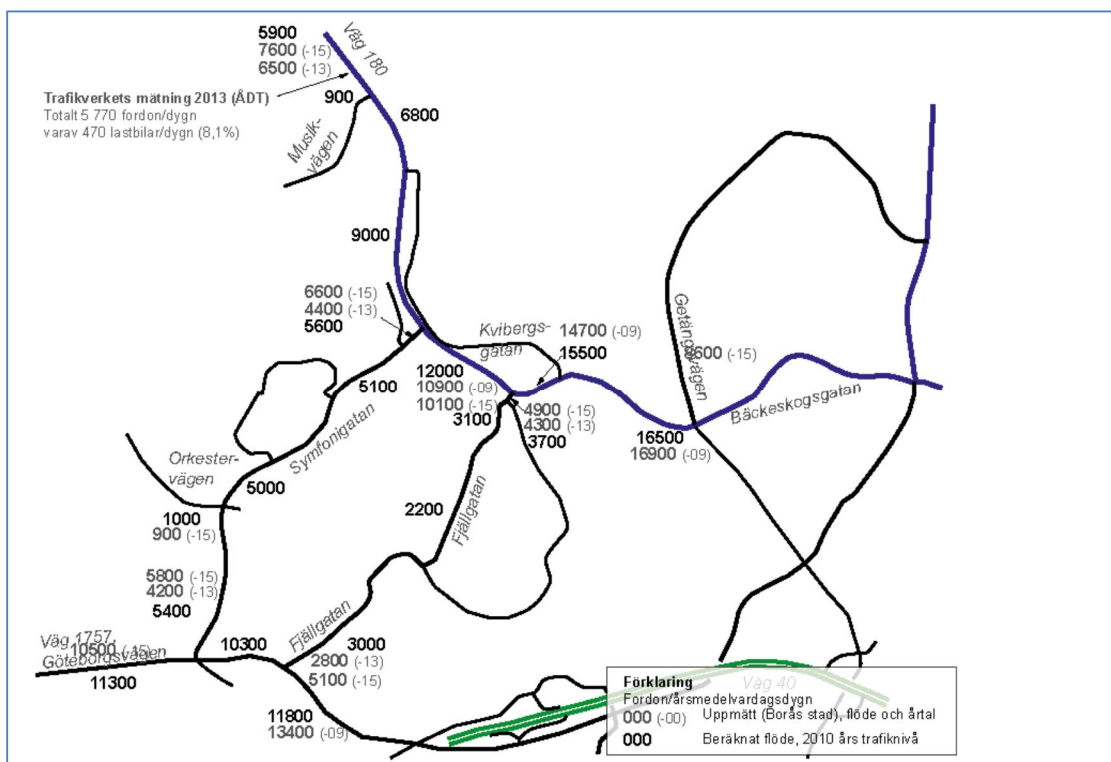 5900
7600 (-15)
6500 (-13)
Väg 180
Trafikverkets mätning 2013 (ÅDT)
Totalt 5 770 fordon/dygn
varav 470 lastbilar/dygn (8,1%)
900
6800
Musik-
vägen
9000
6600 (-15)
4400 (-13)
5600
Kvibergs-
gatan
14700 (-09)
15500
Getängsvägen
8600 (-15)
Bäckeskogsgatan
12000
10900 (-09)
10100 (-15)
3100
5100
4900 (-15)
4300 (-13)
3700
16500
16900 (-09)
Symfonigatan
Orkester-
vägen
5000
1000
900 (-15)
2200
Fjällgatan
5800 (-15)
4200 (-13)
5400
Väg 1757,
Göteborgsvägen
10500 (-15)
11300
10300
Fjällgatan
3000
2800 (-13)
5100 (-15)
11800
13400 (-09)
Väg 40
Förklaring
Fordon/årsmedelvardagsdygn
000 (-00) Uppmätt (Borås stad), flöde och årtal
000 Beräknat flöde, 2010 års trafiknivå